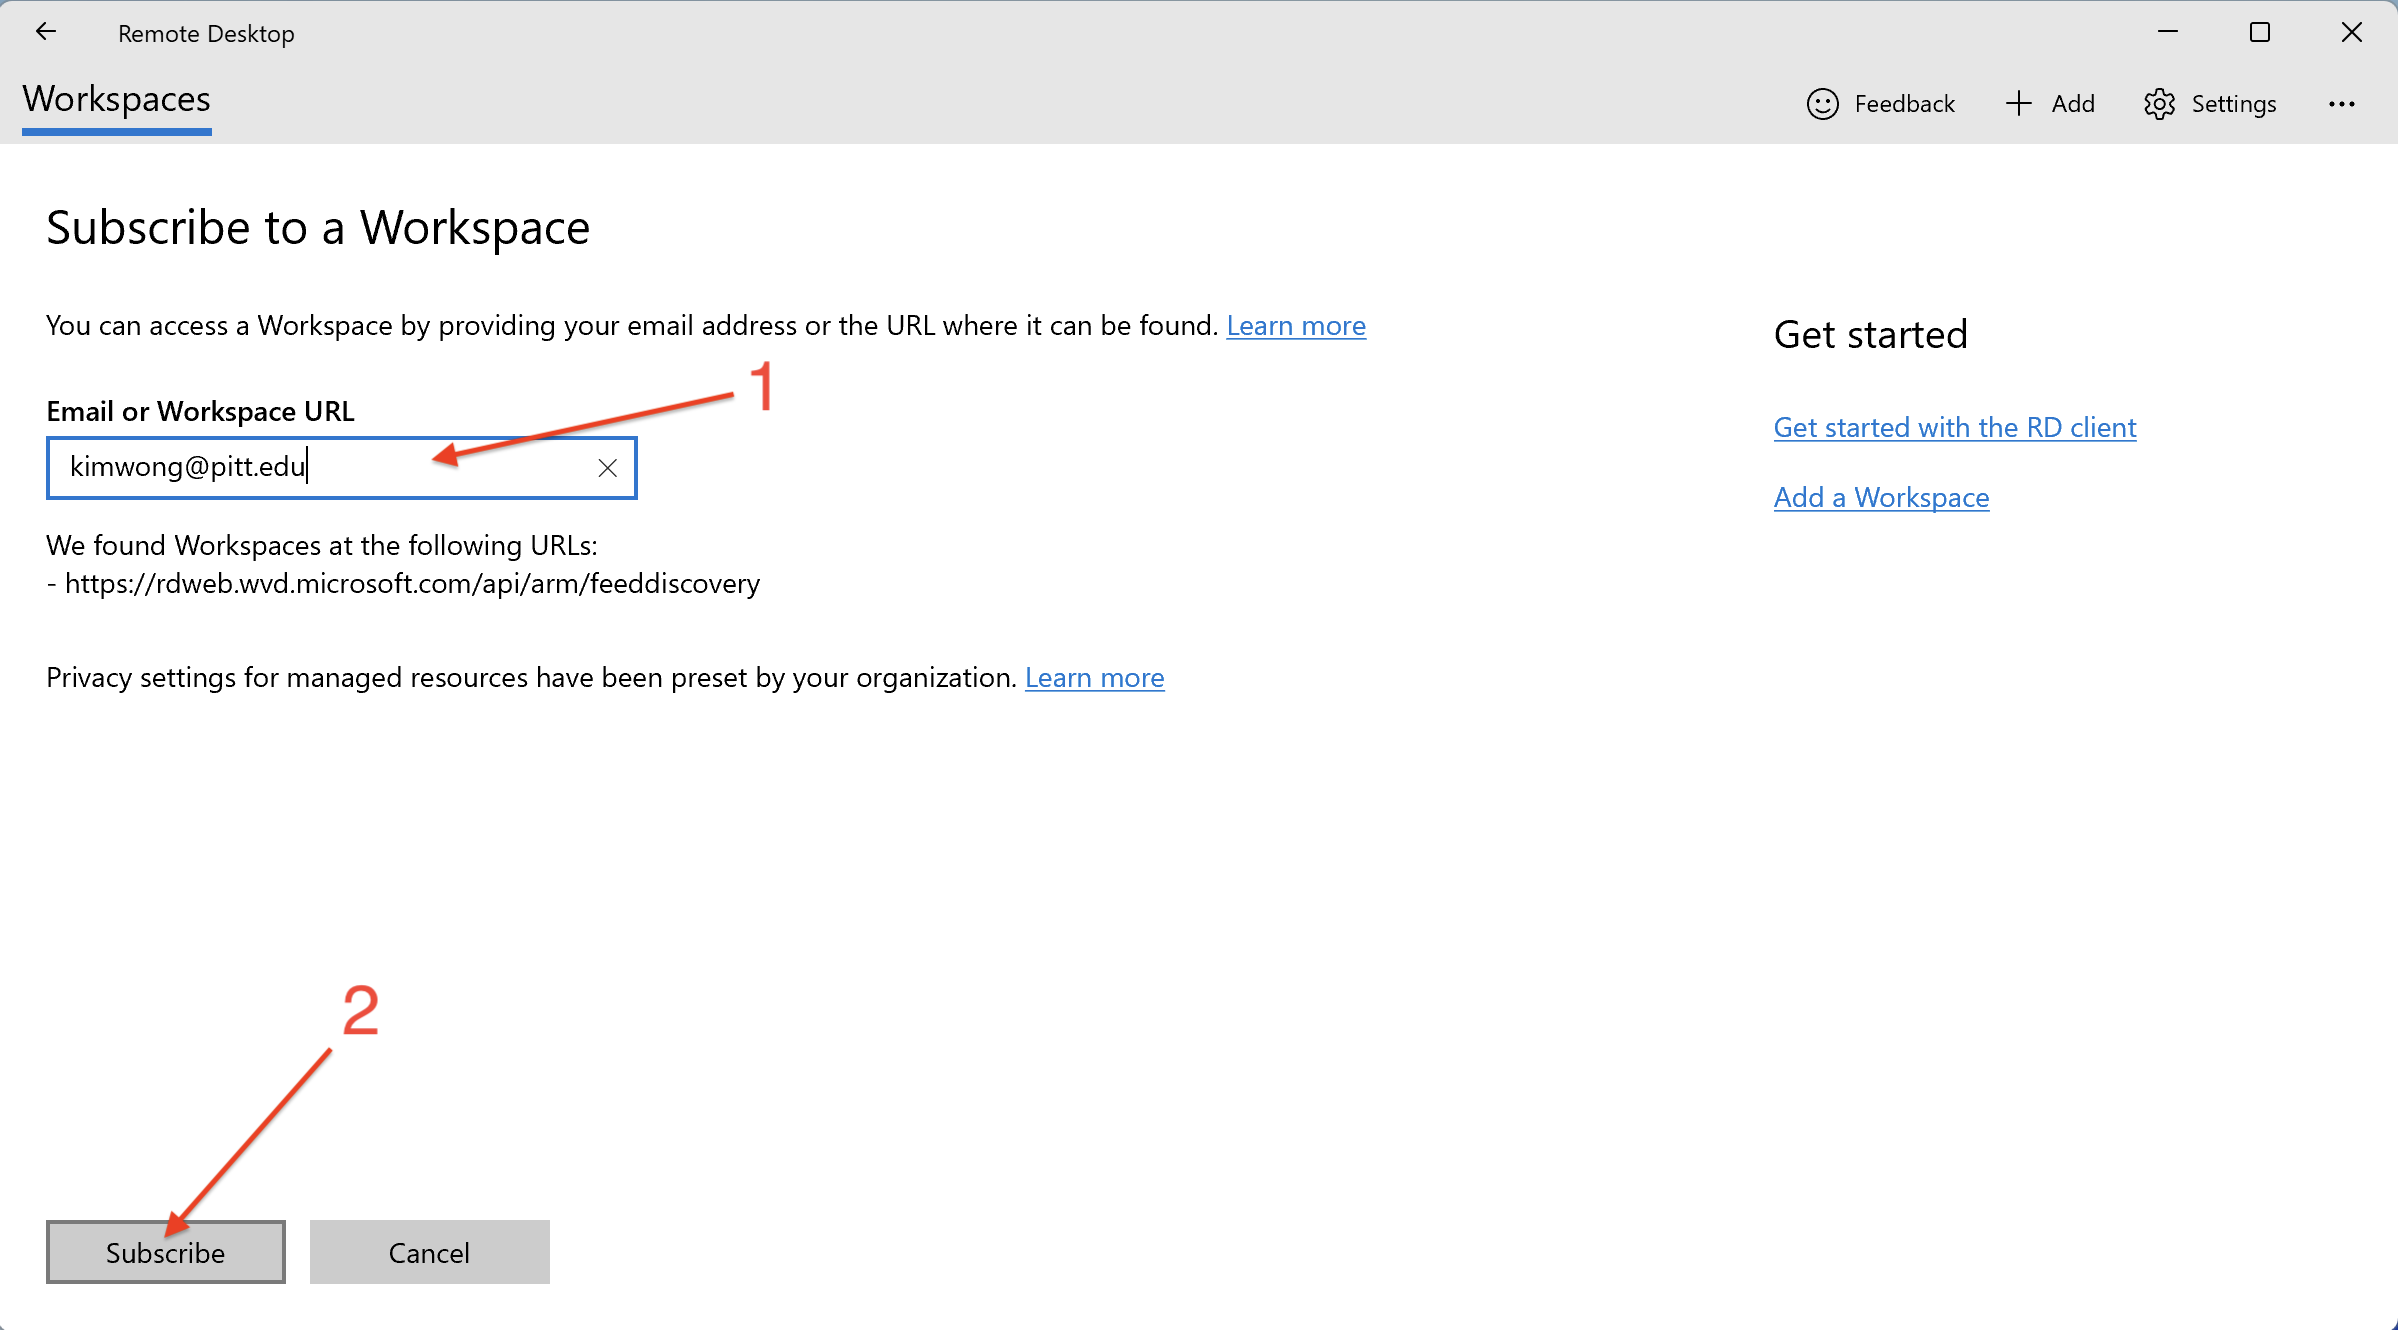 Remote Desktop
Workspaces
Feedback
Add
Settings
Subscribe to a Workspace
You can access a Workspace by providing your email address or the URL where it can be found. Learn more
1
Email or Workspace URL
kimwong@pitt.edu
We found Workspaces at the following URLs:
- https://rdweb.wvd.microsoft.com/api/arm/feeddiscovery
Privacy settings for managed resources have been preset by your organization. Learn more
Get started
Get started with the RD client
Add a Workspace
2
Subscribe
Cancel